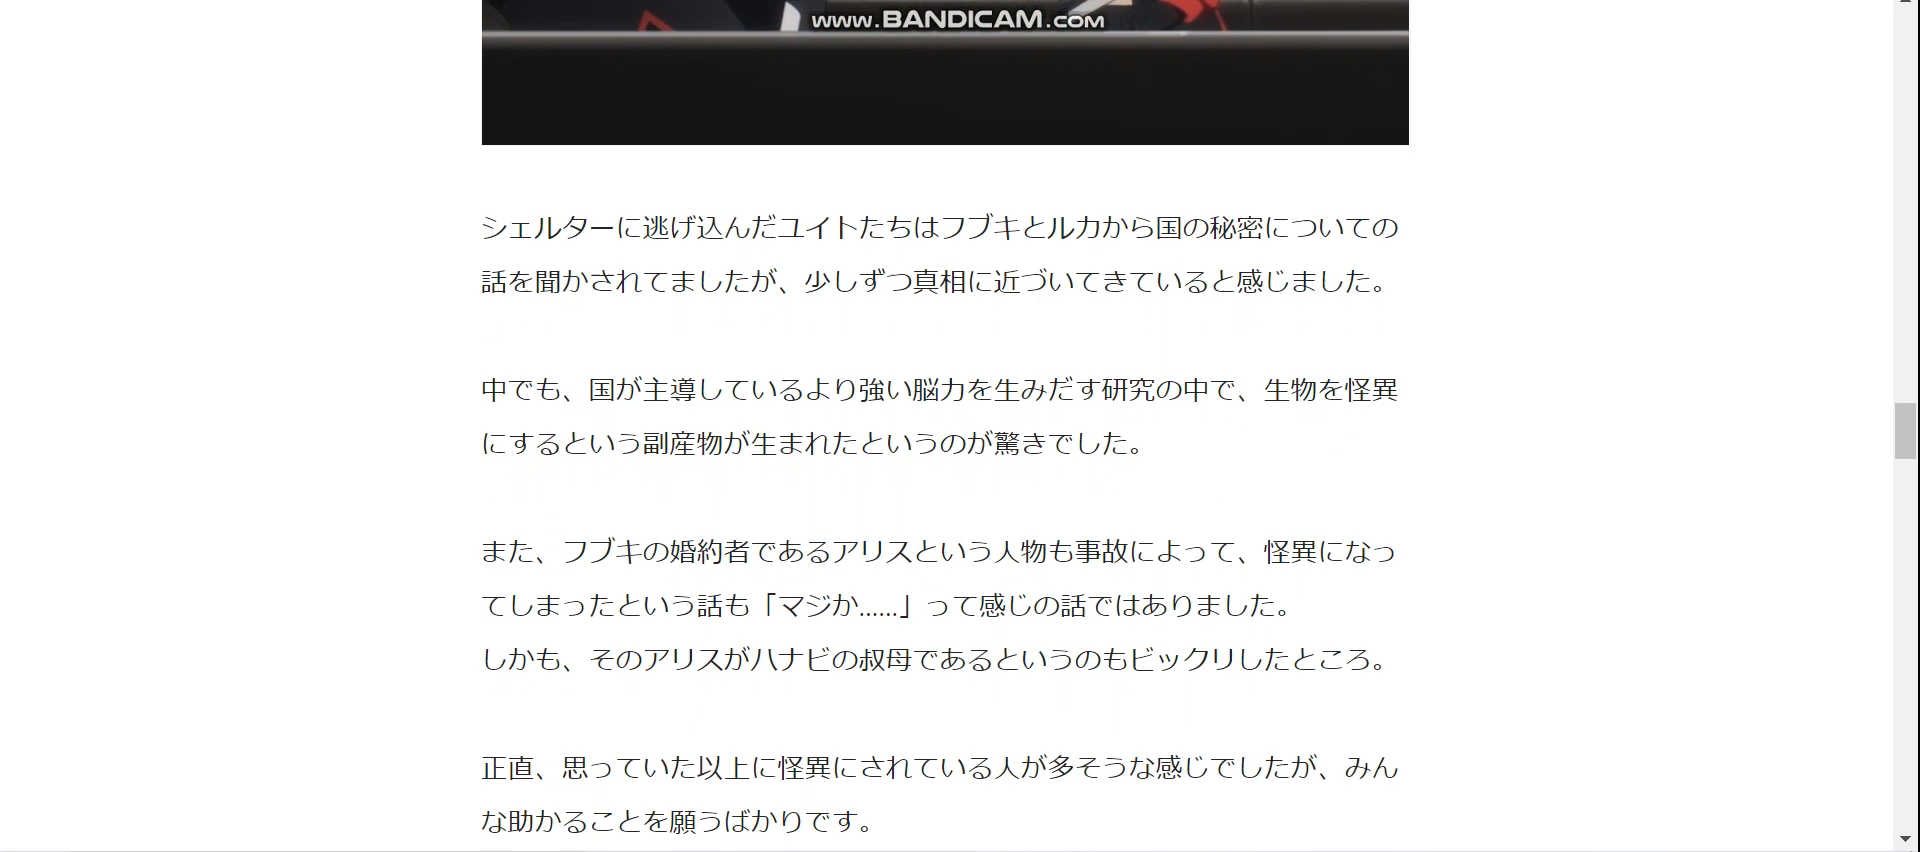 www.BANDICAM.com
シェルターに逃げ込んだユイトたちはフブキとルカから国の秘密についての
話を聞かされてましたが、少しずつ真相に近づいてきていると感じました。
中でも、国が主導しているより強い脳力を生みだす研究の中で、生物を怪異
にするという副産物が生まれたというのが驚きでした。
また、フブキの婚約者であるアリスという人物も事故によって、怪異になっ
てしまったという話も「マジか……」って感じの話ではありました。
しかも、そのアリスがハナビの叔母であるというのもビックリしたところ。
正直、思っていた以上に怪異にされている人が多そうな感じでしたが、みん
な助かることを願うばかりです。